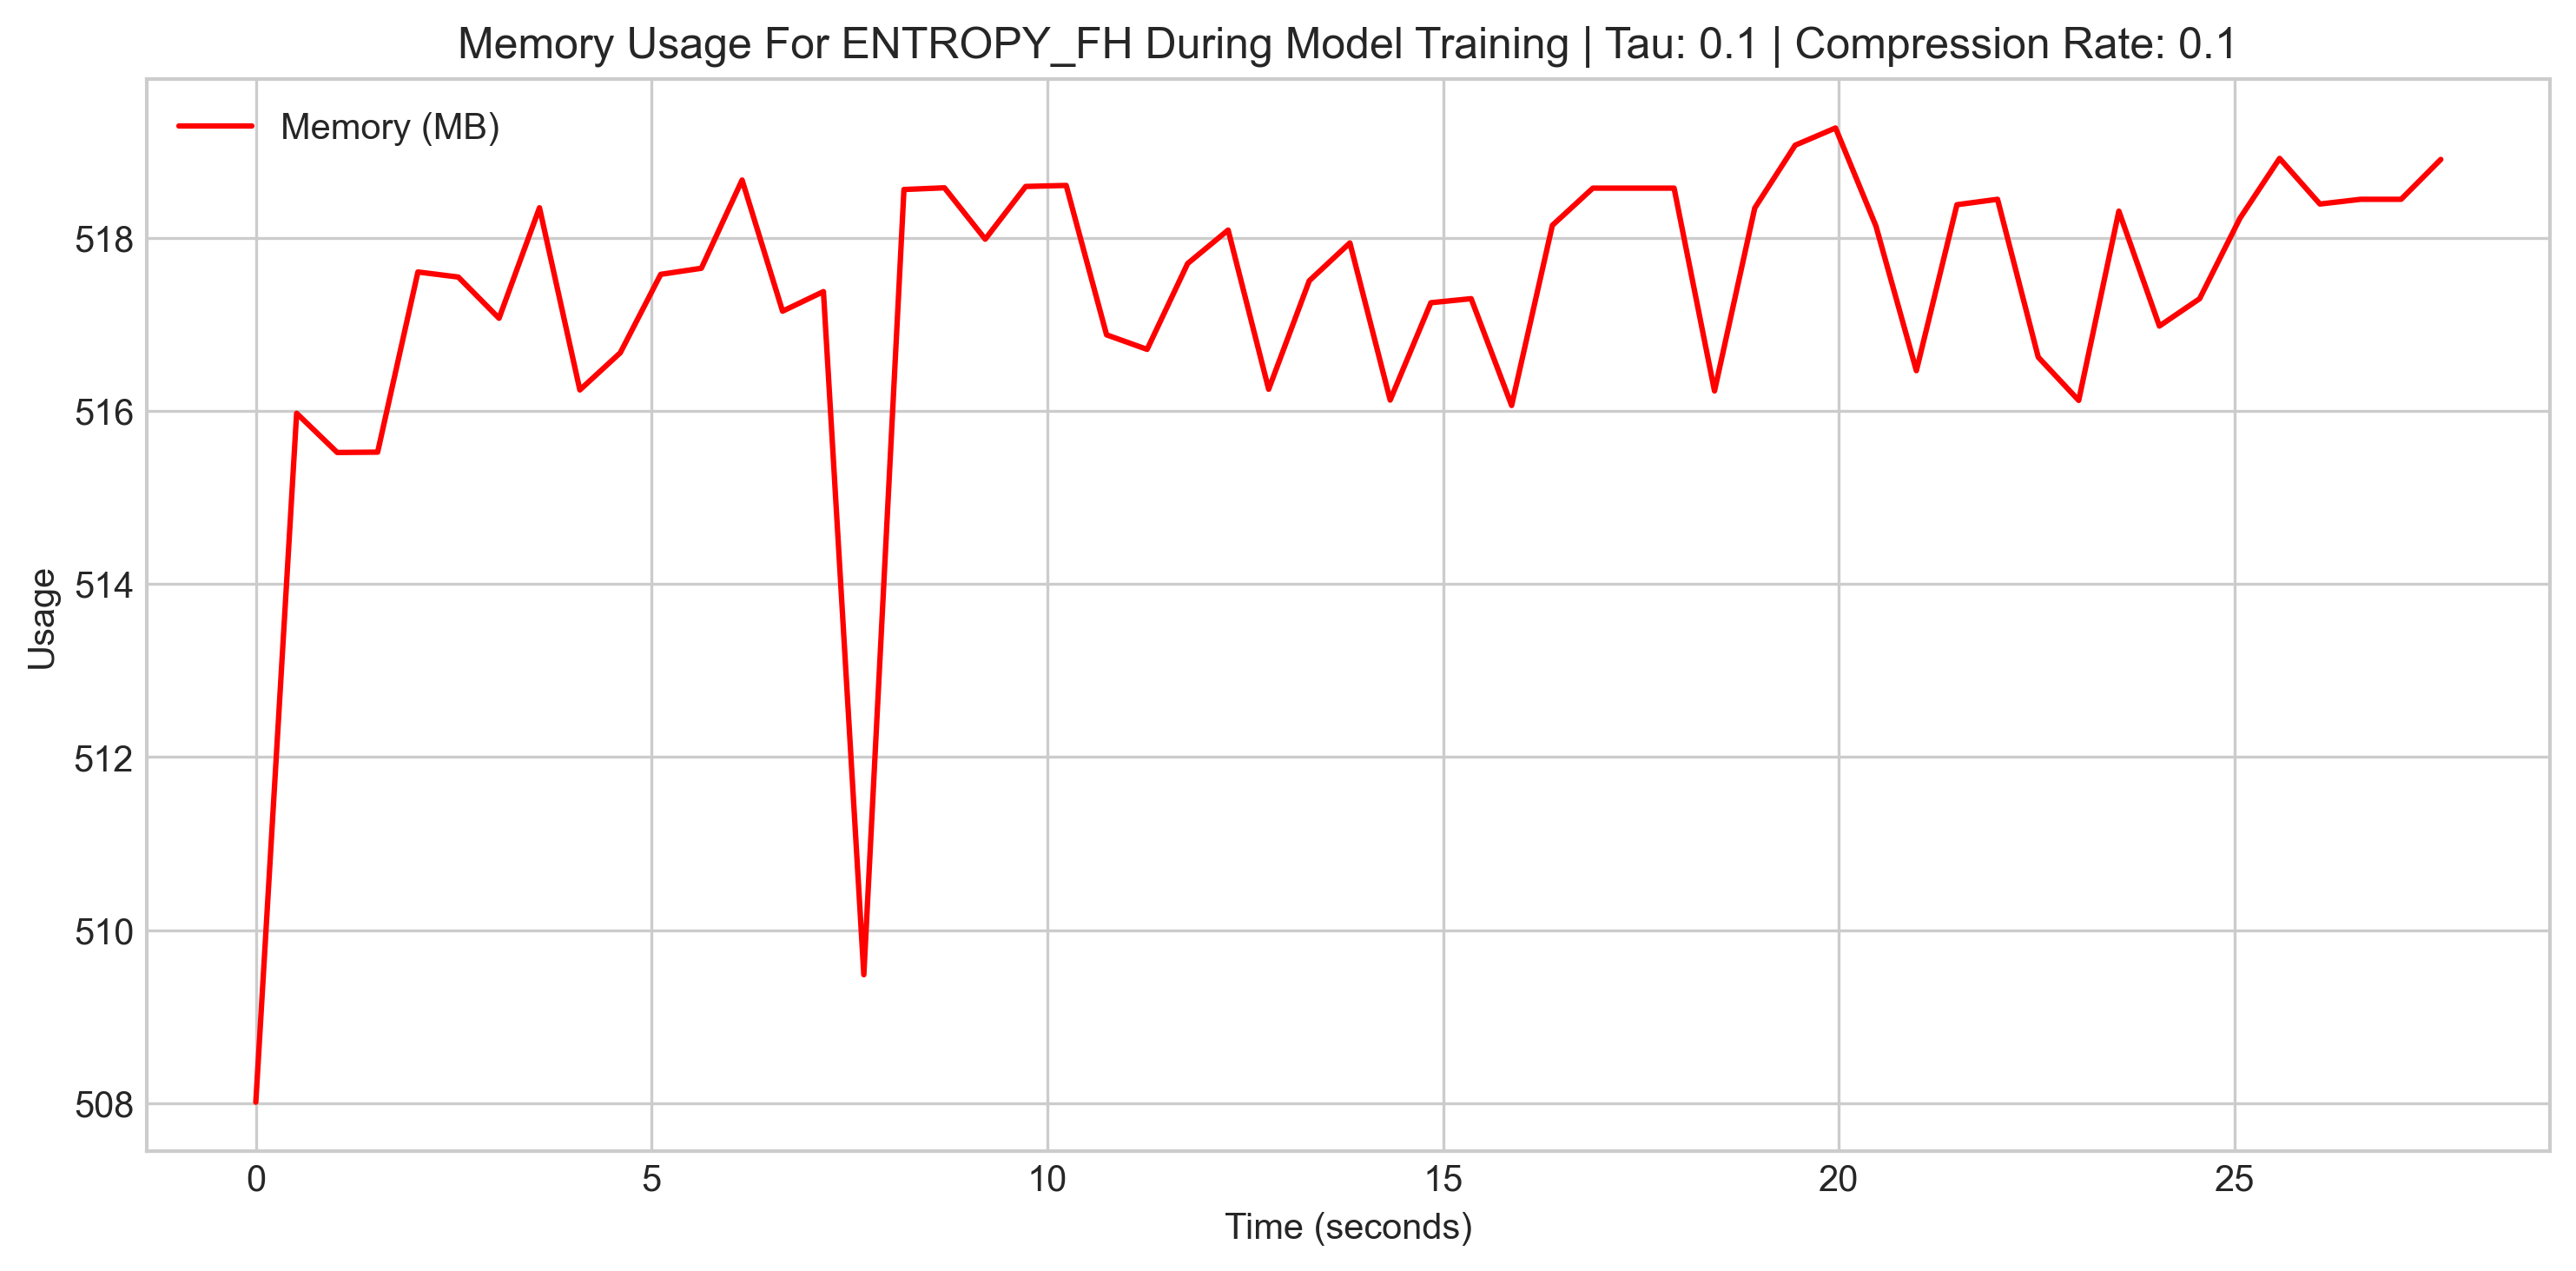 Memory Usage For ENTROPY_FH During Model Training | Tau: 0.1 | Compression Rate: 0.1
Memory (MB)
518
516
514
512
510
508
Usage
0 5 10 15 20 25
Time (seconds)